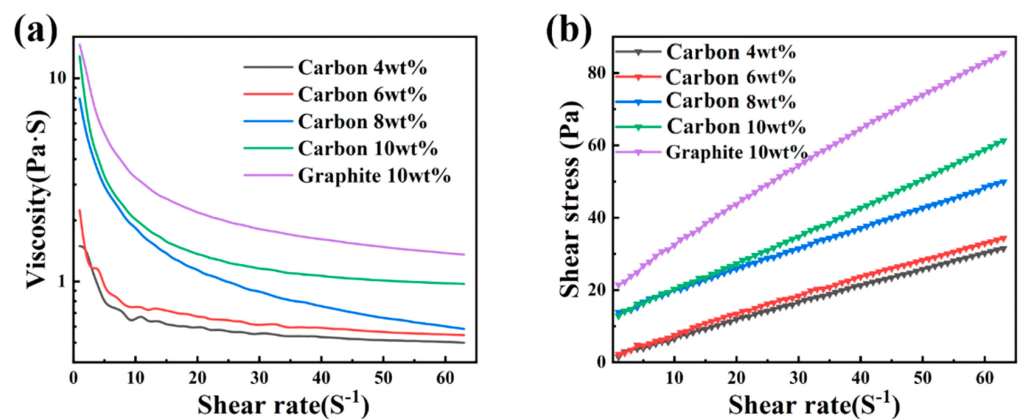 (a)
Viscosity(Pa·S)
10
1
Carbon 4wt%
Carbon 6wt%
Carbon 8wt%
Carbon 10wt%
Graphite 10wt%
0 10 20 30 40 50 60
Shear rate(S⁻¹)
(b)
Shear stress (Pa)
80
60
40
20
0
Carbon 4wt%
Carbon 6wt%
Carbon 8wt%
Carbon 10wt%
Graphite 10wt%
10 20 30 40 50 60
Shear rate(S⁻¹)